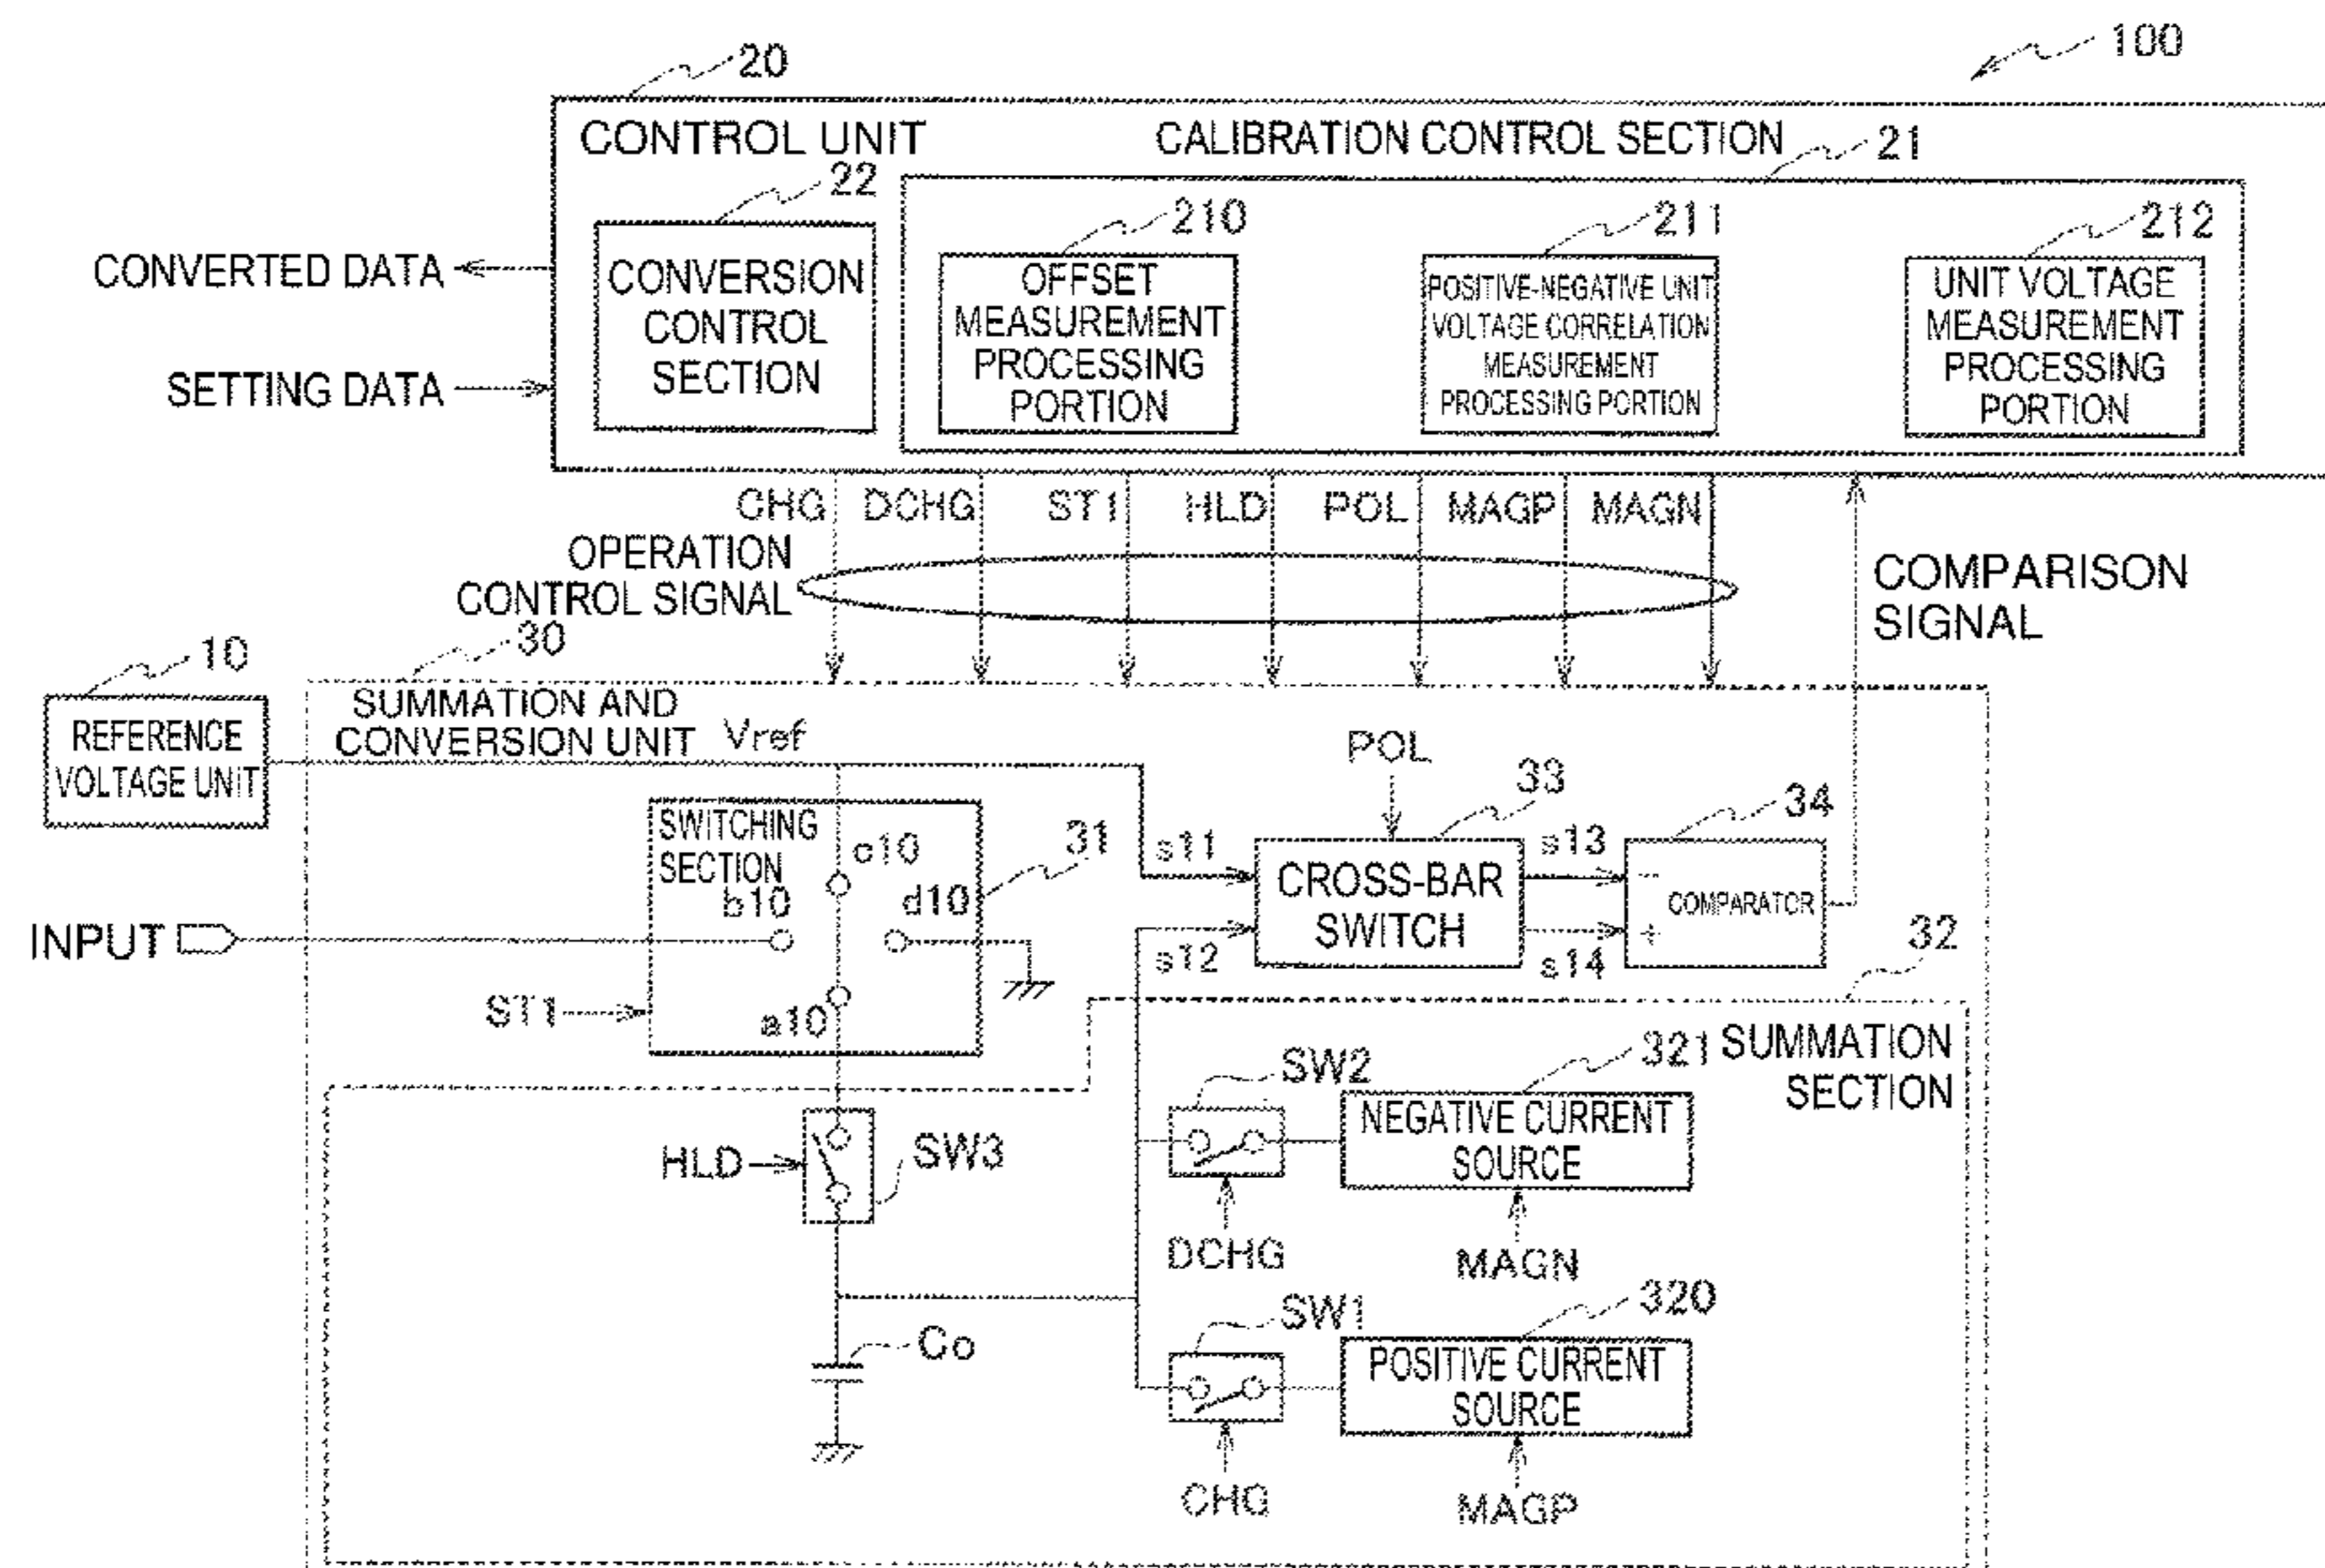 100
20
CONTROL UNIT
CALIBRATION CONTROL SECTION
21
22
CONVERSION
CONTROL
SECTION
210
OFFSET
MEASUREMENT
PROCESSING
PORTION
211
POSITIVE-NEGATIVE UNIT
VOLTAGE CORRELATION
MEASUREMENT
PROCESSING PORTION
212
UNIT VOLTAGE
MEASUREMENT
PROCESSING
PORTION
CONVERTED DATA
SETTING DATA
CHG
DCHG
ST1
HLD
POL
MAGP
MAGN
OPERATION
CONTROL SIGNAL
COMPARISON
SIGNAL
30
10
REFERENCE
VOLTAGE UNIT
SUMMATION AND
CONVERSION UNIT
Vref
POL
33
34
SWITCHING
SECTION
31
c10
b10
d10
a10
s11
s12
CROSS-BAR
SWITCH
s13
s14
-
+
COMPARATOR
INPUT
ST1
32
SUMMATION
SECTION
HLD
SW3
SW2
321
NEGATIVE CURRENT
SOURCE
DCHG
MAGN
Co
SW1
320
POSITIVE CURRENT
SOURCE
CHG
MAGP